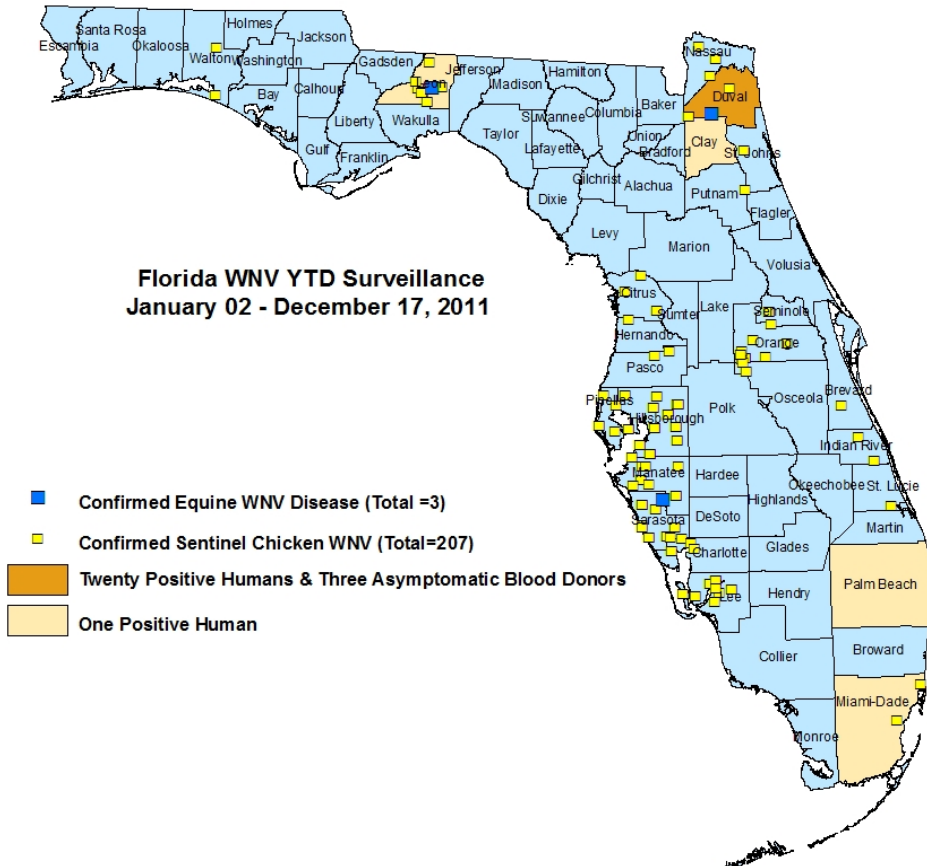 Holmes
Santa Rosa
Jackson
Escambia
Okaloosa
Walton
Washington
Gadsden
Jefferson
Nassau
Leon
Hamilton
Madison
Bay
Calhoun
Duval
Baker
Liberty
Wakulla
Suwannee
Columbia
Taylor
Union
Clay
Gulf
Franklin
Lafayette
Bradford
St. Johns
Gilchrist
Alachua
Putnam
Dixie
Flagler
Levy
Marion
Volusia
Florida WNV YTD Surveillance
January 02 - December 17, 2011
Citrus
Lake
Sumter
Seminole
Hernando
Orange
Pasco
Brevard
Pinellas
Polk
Osceola
Hillsborough
Indian River
Manatee
Hardee
Okeechobee
St. Lucie
Highlands
Confirmed Equine WNV Disease (Total =3)
Sarasota
DeSoto
Martin
Confirmed Sentinel Chicken WNV (Total=207)
Charlotte
Glades
Twenty Positive Humans & Three Asymptomatic Blood Donors
Palm Beach
Lee
Hendry
One Positive Human
Broward
Collier
Miami-Dade
Monroe